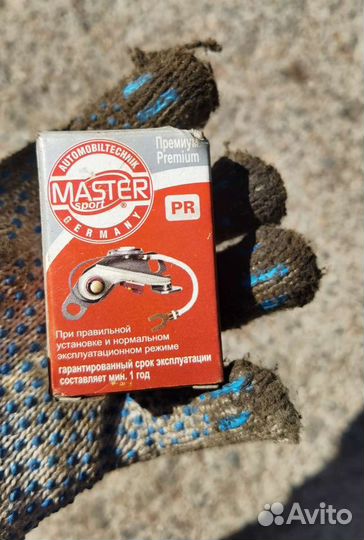 AUTOMOBILTECHNIK
MASTER
sport ®
GERMANY
Премиум
Premium
PR
При правильной
установке и нормальном
эксплуатационном режиме
гарантированный срок эксплуатации
составляет мин. 1 год
Avito